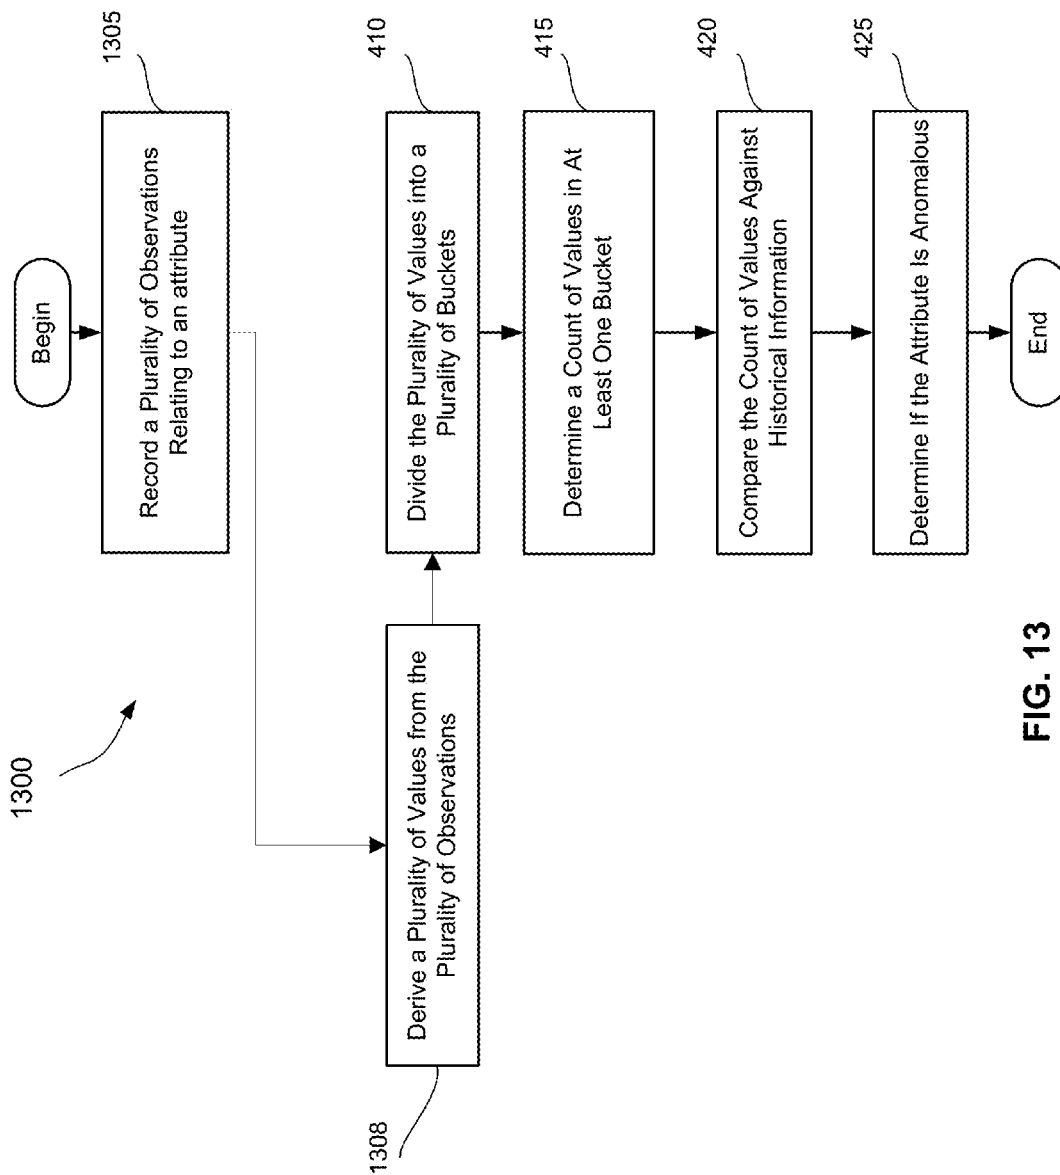 1300
Begin
Record a Plurality of Observations
Relating to an attribute
1305
1308
Derive a Plurality of Values from the
Plurality of Observations
Divide the Plurality of Values into a
Plurality of Buckets
410
Determine a Count of Values in At
Least One Bucket
415
Compare the Count of Values Against
Historical Information
420
Determine If the Attribute Is Anomalous
425
End
FIG. 13